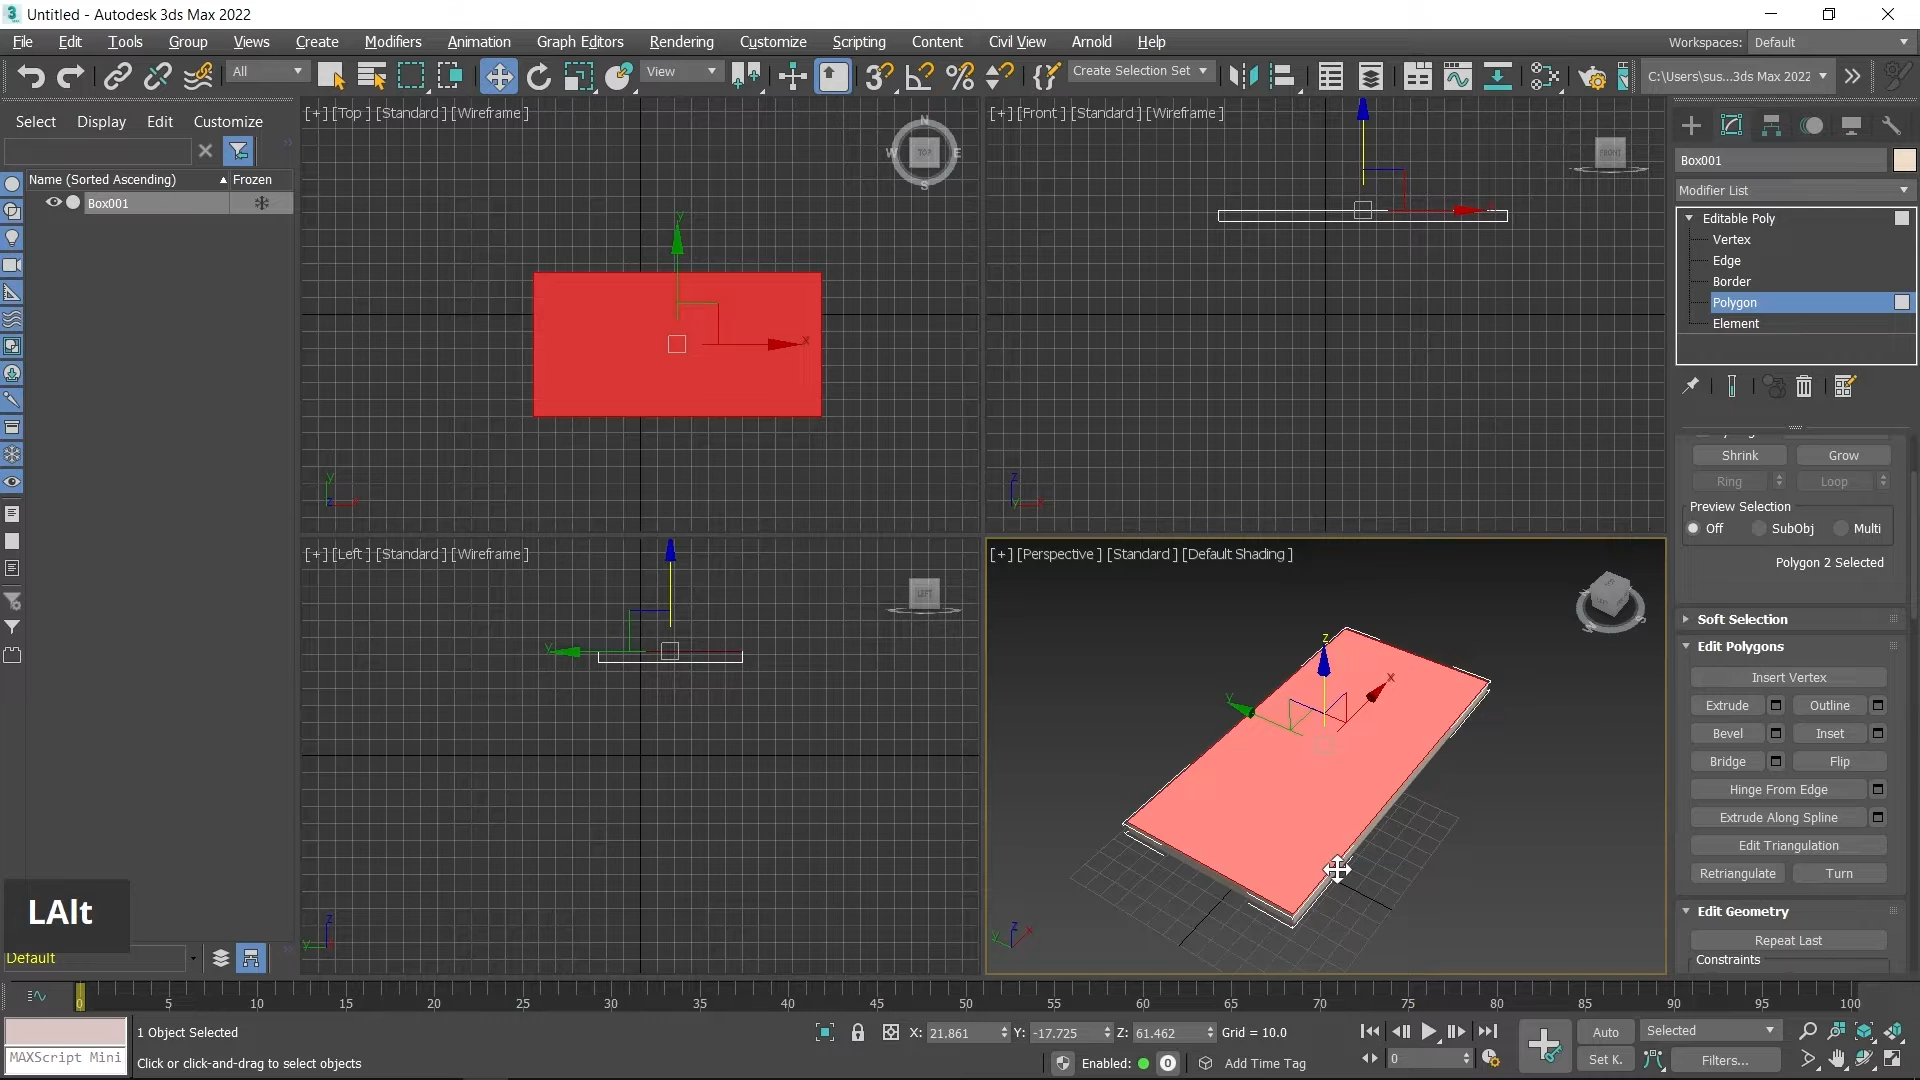 Untitled - Autodesk 3ds Max 2022
File Edit Tools Group Views Create Modifiers Animation Graph Editors Rendering Customize Scripting Content Civil View Arnold Help Workspaces: Default
All View Create Selection Set C:\Users\sus...3ds Max 2022
Select Display Edit Customize
Name (Sorted Ascending) Frozen
Box001
[+] [Top ] [Standard ] [Wireframe ]
N
W TOP E
S
y
x
y
z
[+] [Front ] [Standard ] [Wireframe ]
FRONT
z
y
[+] [Left ] [Standard ] [Wireframe ]
LEFT
y
z
y
[+] [Perspective ] [Standard ] [Default Shading ]
z
x
y
z
y x
Box001
Modifier List
Editable Poly
Vertex
Edge
Border
Polygon
Element
Shrink Grow
Ring Loop
Preview Selection
Off SubObj Multi
Polygon 2 Selected
Soft Selection
Edit Polygons
Insert Vertex
Extrude Outline
Bevel Inset
Bridge Flip
Hinge From Edge
Extrude Along Spline
Edit Triangulation
Retriangulate Turn
Edit Geometry
Repeat Last
Constraints
LAlt
Default
0 5 10 15 20 25 30 35 40 45 50 55 60 65 70 75 80 85 90 95 100
1 Object Selected X: 21.861 Y: -17.725 Z: 61.462 Grid = 10.0 Auto Selected
MAXScript Mini Click or click-and-drag to select objects Enabled: 0 Add Time Tag 0 Set K. Filters...